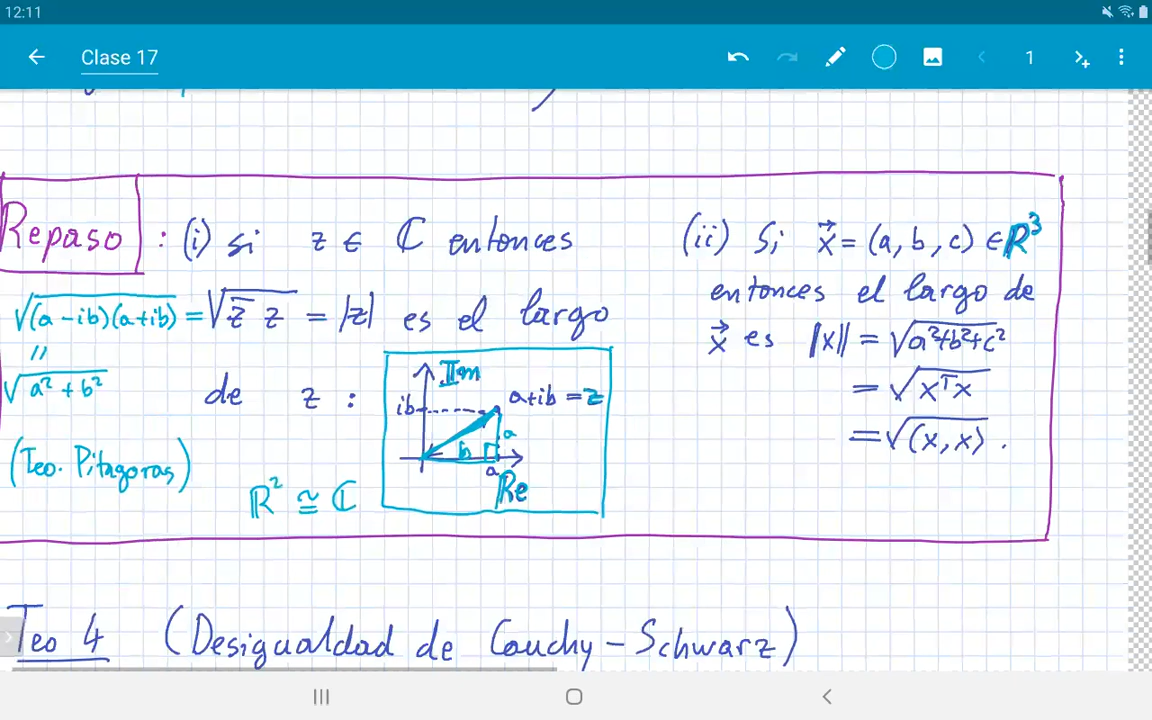 12:11
Clase 17
1
Repaso : (i) si z ∈ ℂ entonces
√(a-ib)(a+ib) = √z̄ z = |z| es el largo
"
√a²+b²
de z :
(Teo. Pitágoras)
ℝ² ≅ ℂ
Im
ib
a+ib = z
a
b
a
Re
(ii) Si x⃗ = (a, b, c) ∈ ℝ³
entonces el largo de
x⃗ es ||x|| = √a²+b²+c²
= √xᵀx
= √(x,x) .
Teo 4 (Desigualdad de Cauchy-Schwarz)